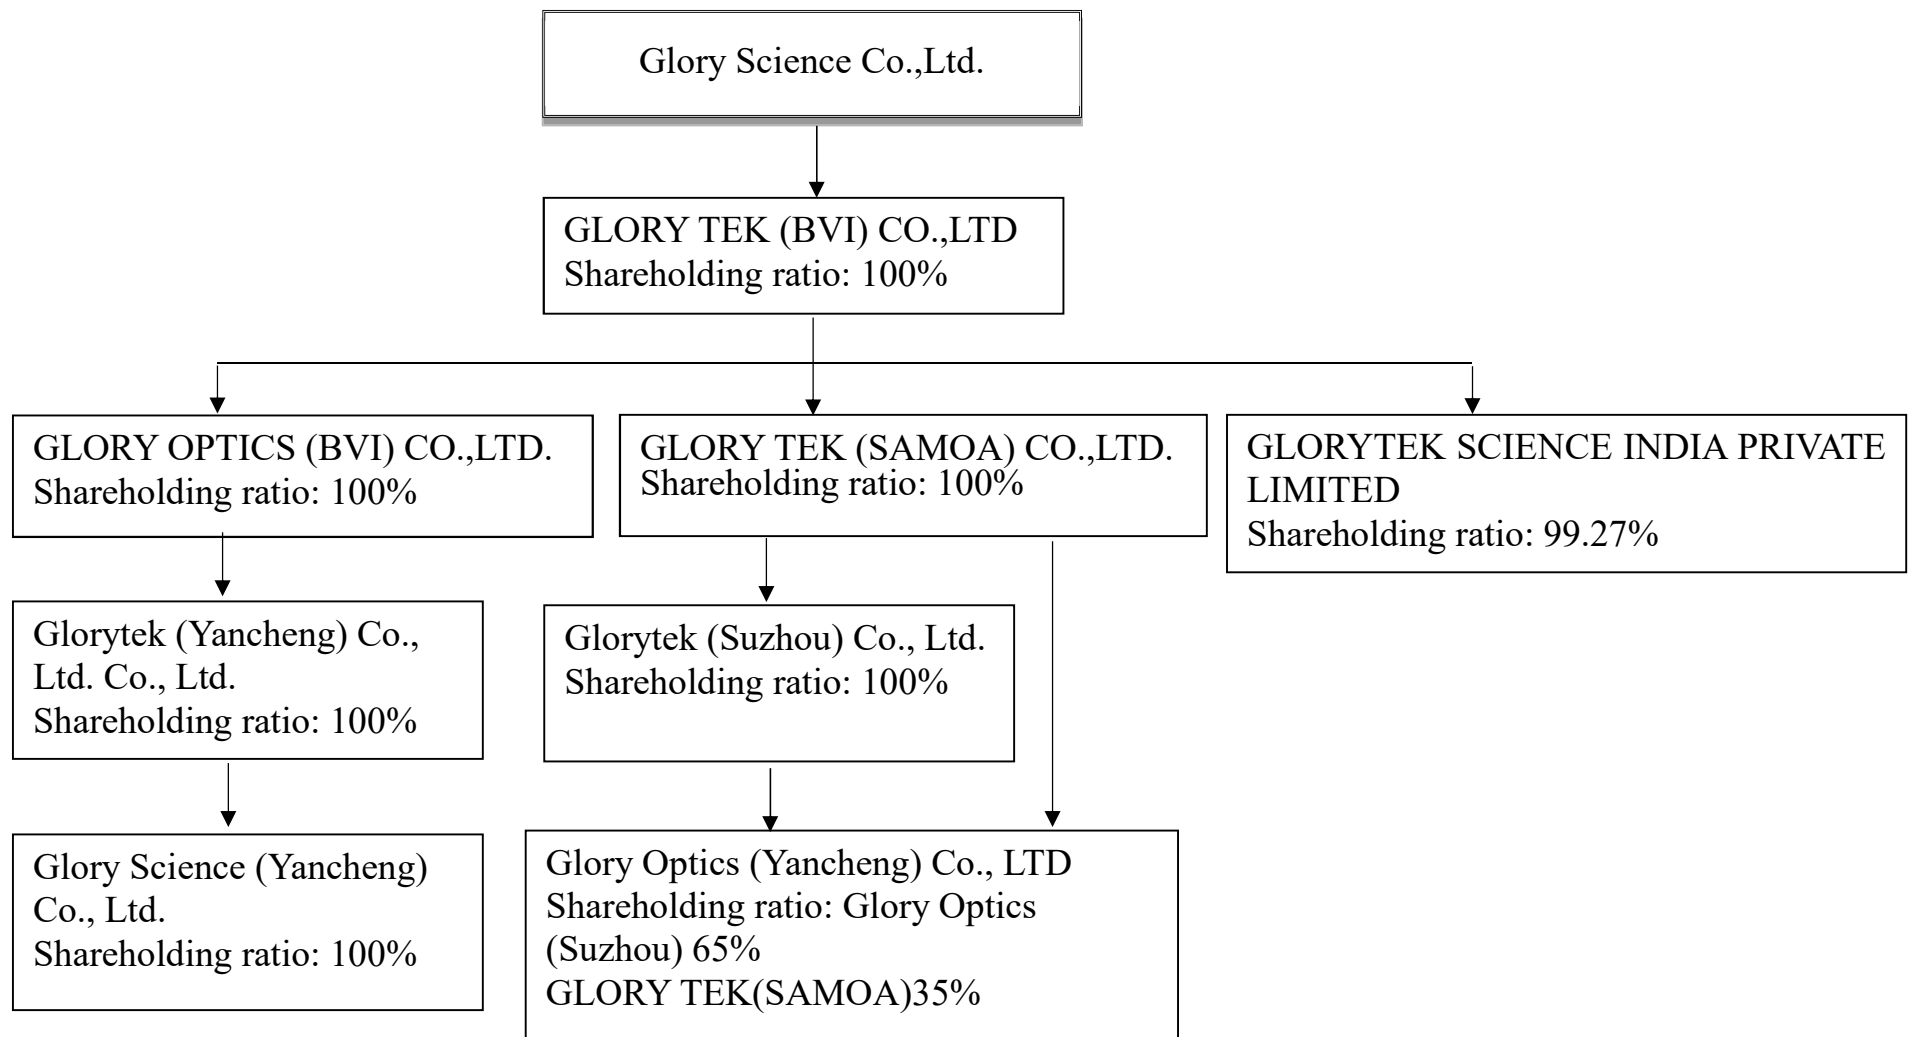 Glory Science Co.,Ltd.
GLORY TEK (BVI) CO.,LTD
Shareholding ratio: 100%
GLORY OPTICS (BVI) CO.,LTD.
Shareholding ratio: 100%
GLORY TEK (SAMOA) CO.,LTD.
Shareholding ratio: 100%
GLORYTEK SCIENCE INDIA PRIVATE
LIMITED
Shareholding ratio: 99.27%
Glorytek (Yancheng) Co.,
Ltd. Co., Ltd.
Shareholding ratio: 100%
Glorytek (Suzhou) Co., Ltd.
Shareholding ratio: 100%
Glory Science (Yancheng)
Co., Ltd.
Shareholding ratio: 100%
Glory Optics (Yancheng) Co., LTD
Shareholding ratio: Glory Optics
(Suzhou) 65%
GLORY TEK(SAMOA)35%